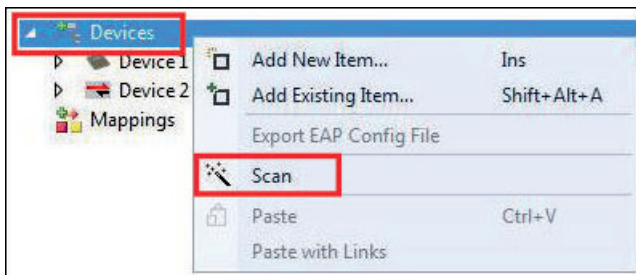 Devices
Device 1
Device 2
Mappings
Add New Item... Ins
Add Existing Item... Shift+Alt+A
Export EAP Config File
Scan
Paste Ctrl+V
Paste with Links